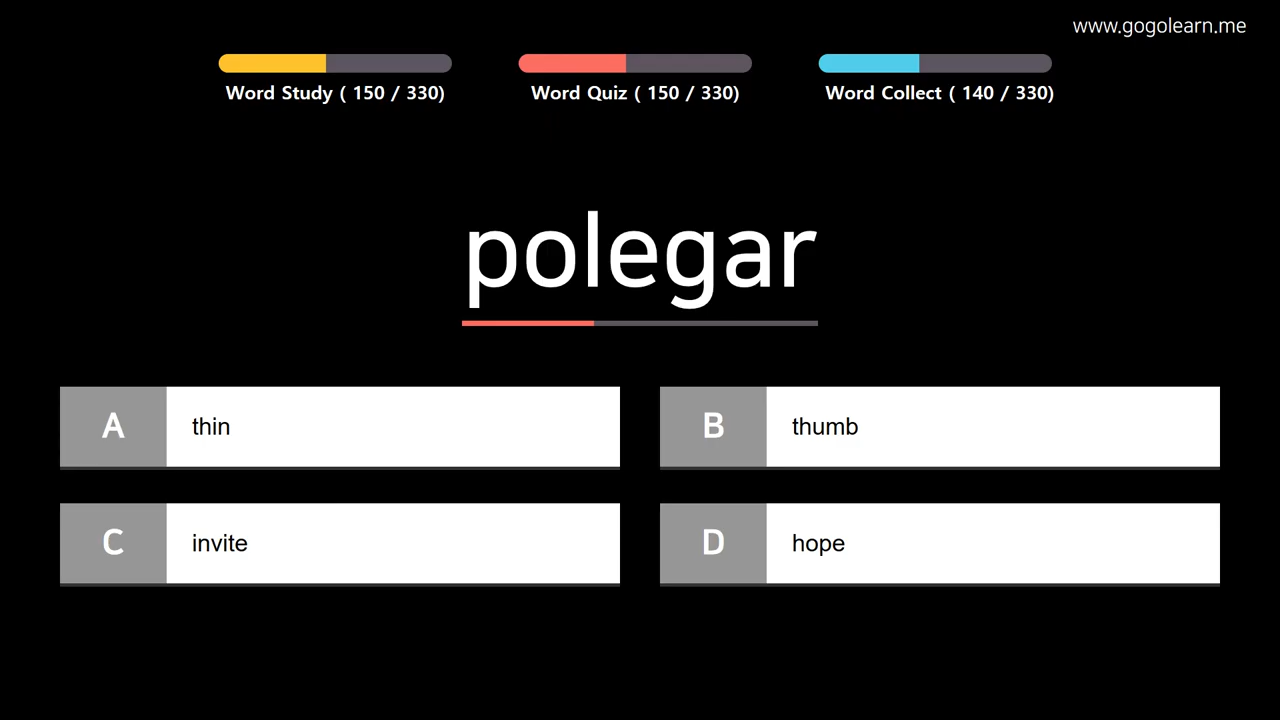 www.gogolearn.me
Word Study ( 150 / 330)
Word Quiz ( 150 / 330)
Word Collect ( 140 / 330)
polegar
A thin
B thumb
C invite
D hope